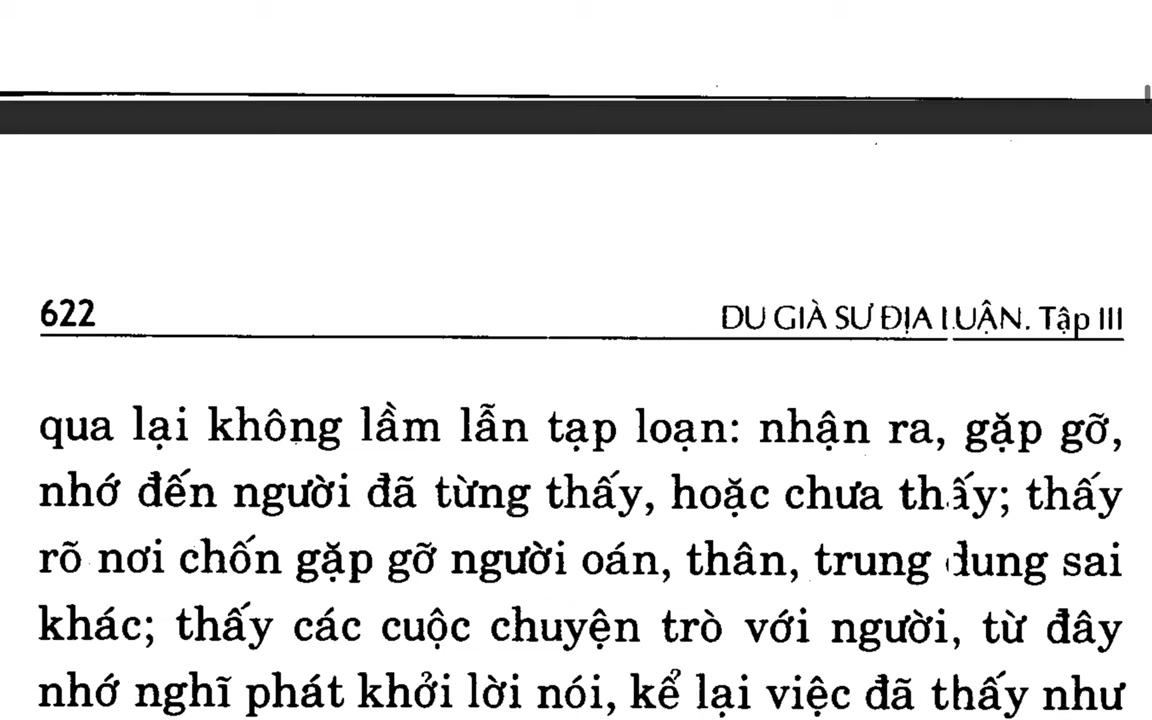 622
DU GIÀ SƯ ĐỊA LUẬN. Tập III
qua lại không lầm lẫn tạp loạn: nhận ra, gặp gỡ,
nhớ đến người đã từng thấy, hoặc chưa thấy; thấy
rõ nơi chốn gặp gỡ người oán, thân, trung dung sai
khác; thấy các cuộc chuyện trò với người, từ đây
nhớ nghĩ phát khởi lời nói, kể lại việc đã thấy như